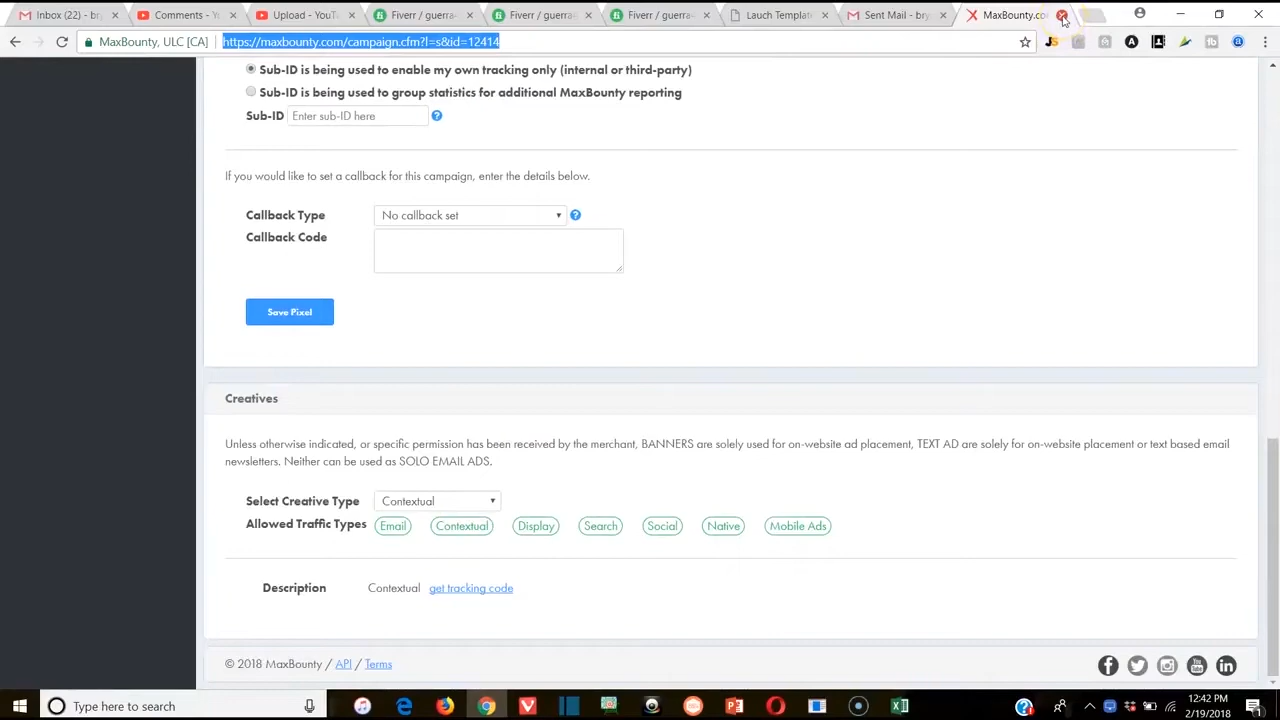 Inbox (22) - br
Comments - Y
Upload - YouT
Fiverr / guerra-
Fiverr / guerra-
Fiverr / guerra-
Lauch Templat
Sent Mail - bry
MaxBounty.co
MaxBounty, ULC [CA]
https://maxbounty.com/campaign.cfm?l=s&id=12414
Sub-ID is being used to enable my own tracking only (internal or third-party)
Sub-ID is being used to group statistics for additional MaxBounty reporting
Sub-ID Enter sub-ID here
If you would like to set a callback for this campaign, enter the details below.
Callback Type No callback set
Callback Code
Save Pixel
Creatives
Unless otherwise indicated, or specific permission has been received by the merchant, BANNERS are solely used for on-website ad placement, TEXT AD are solely for on-website placement or text based email
newsletters. Neither can be used as SOLO EMAIL ADS.
Select Creative Type Contextual
Allowed Traffic Types Email Contextual Display Search Social Native Mobile Ads
Description Contextual get tracking code
© 2018 MaxBounty / API / Terms
Type here to search
12:42 PM
2/19/2018